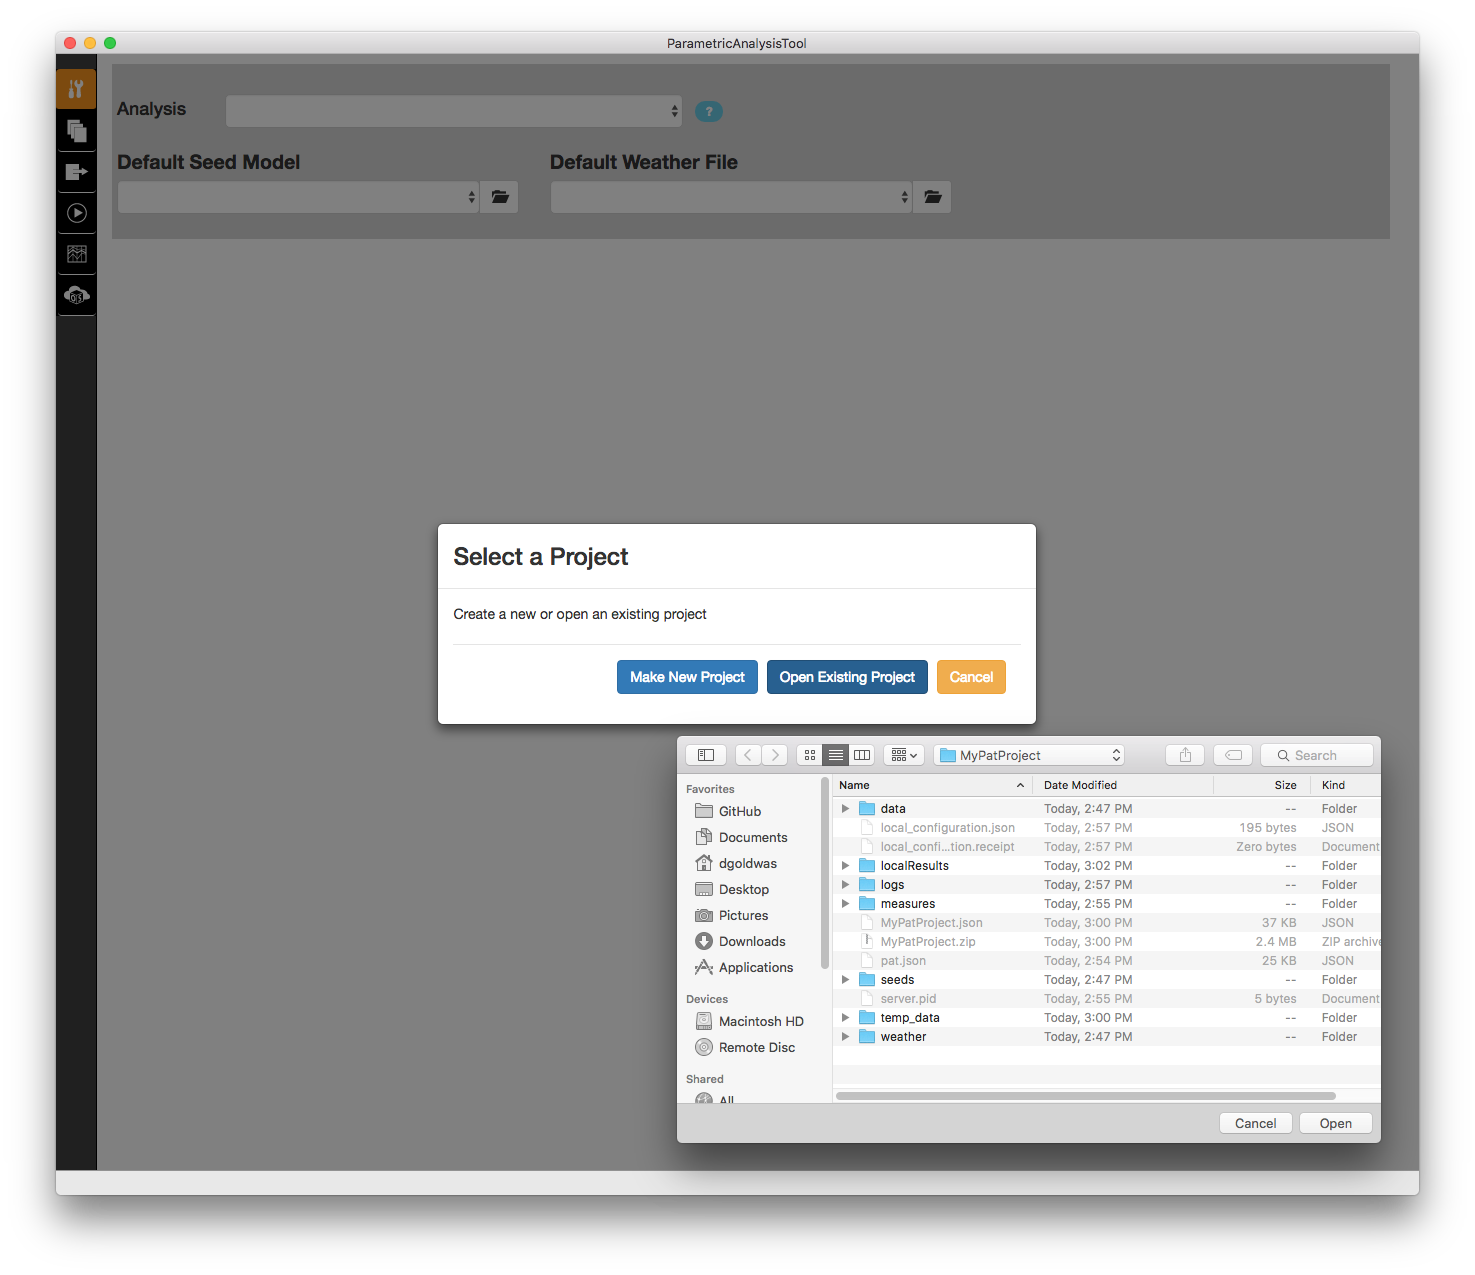 ParametricAnalysisTool
Analysis
?
Default Seed Model
Default Weather File
Select a Project
Create a new or open an existing project
Make New Project Open Existing Project Cancel
MyPatProject
Search
Favorites
GitHub
Documents
dgoldwas
Desktop
Pictures
Downloads
Applications
Devices
Macintosh HD
Remote Disc
Shared
All
Name Date Modified Size Kind
data Today, 2:47 PM -- Folder
local_configuration.json Today, 2:57 PM 195 bytes JSON
local_confi...tion.receipt Today, 2:57 PM Zero bytes Document
localResults Today, 3:02 PM -- Folder
logs Today, 2:57 PM -- Folder
measures Today, 2:55 PM -- Folder
MyPatProject.json Today, 3:00 PM 37 KB JSON
MyPatProject.zip Today, 3:00 PM 2.4 MB ZIP archive
pat.json Today, 2:54 PM 25 KB JSON
seeds Today, 2:47 PM -- Folder
server.pid Today, 2:55 PM 5 bytes Document
temp_data Today, 3:00 PM -- Folder
weather Today, 2:47 PM -- Folder
Cancel Open